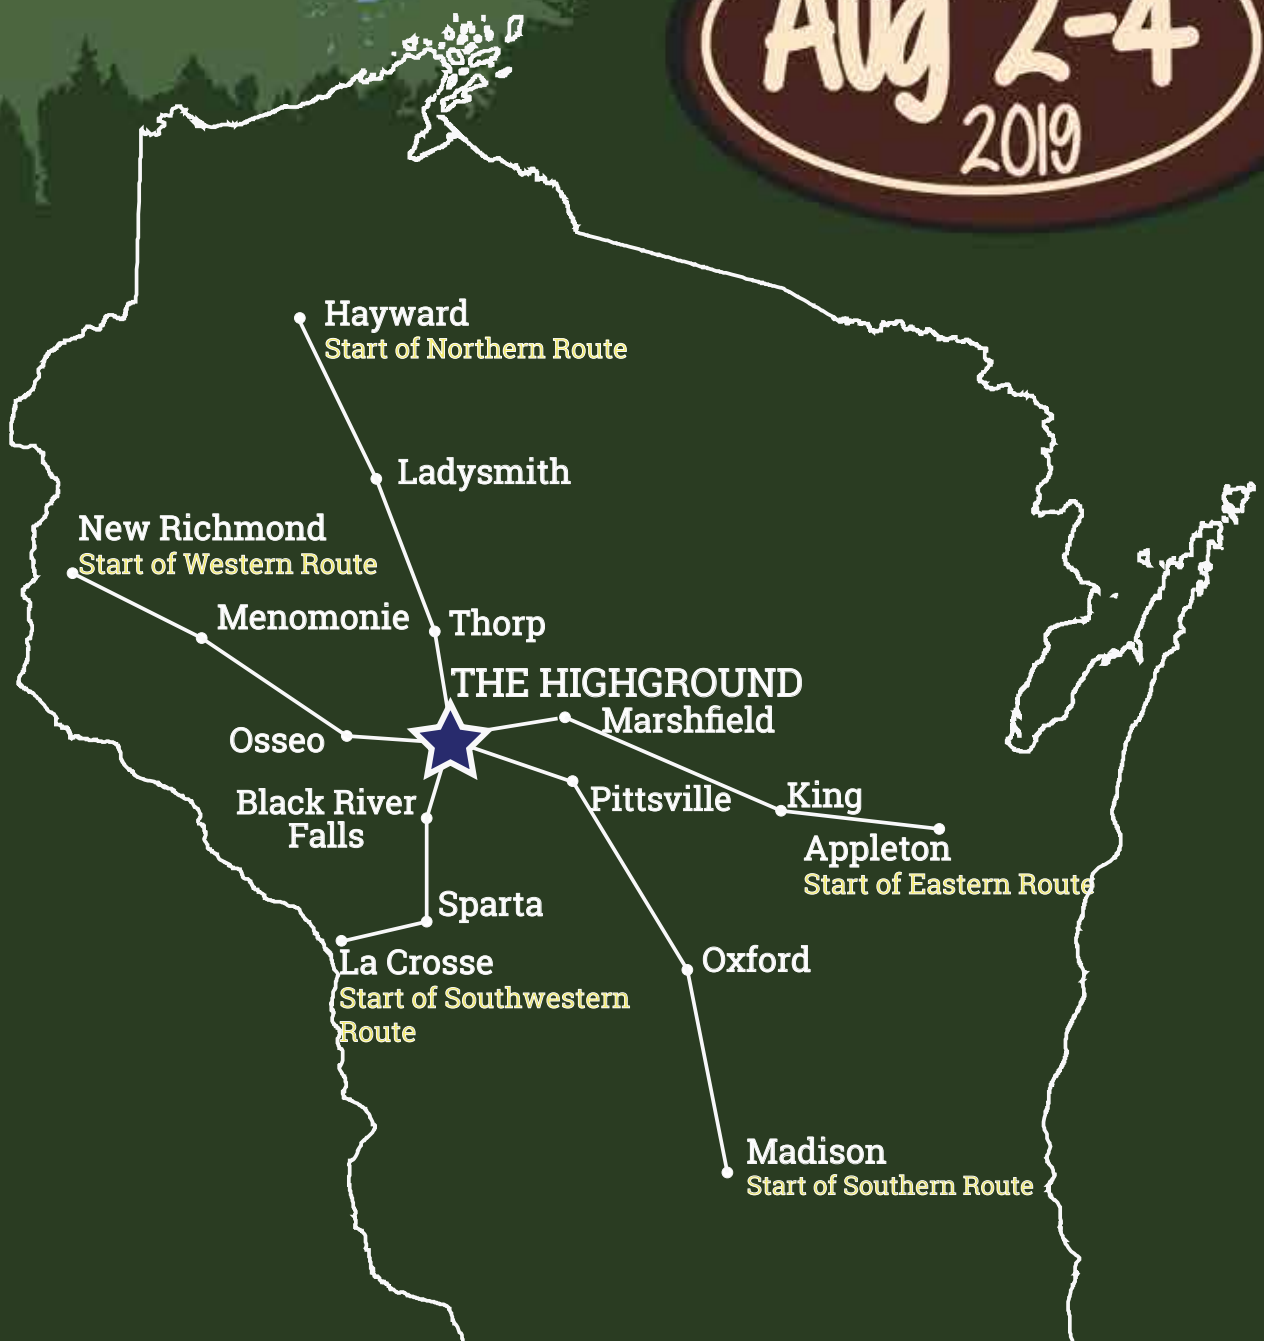 Aug 2-4
2019
Hayward
Start of Northern Route
Ladysmith
New Richmond
Start of Western Route
Menomonie
Thorp
THE HIGHGROUND
Marshfield
Osseo
Black River
Falls
Pittsville
King
Appleton
Start of Eastern Route
Sparta
La Crosse
Start of Southwestern
Route
Oxford
Madison
Start of Southern Route